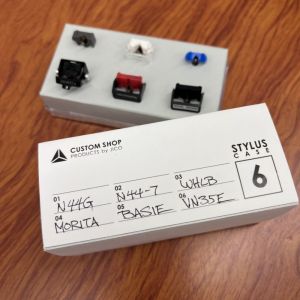 CUSTOM SHOP
PRODUCTS by JICO
STYLUS
CASE
6
01 N44G
02 N44-7
03 WHLB
04 MORITA
05 BASIE
06 VN35E